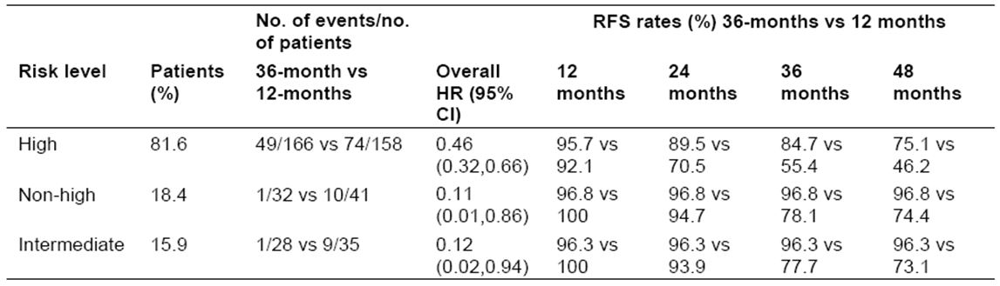 No. of events/no. of patients RFS rates (%) 36-months vs 12 months
Risk level Patients (%) 36-month vs 12-months Overall HR (95% CI) 12 months 24 months 36 months 48 months
High 81.6 49/166 vs 74/158 0.46 (0.32,0.66) 95.7 vs 92.1 89.5 vs 70.5 84.7 vs 55.4 75.1 vs 46.2
Non-high 18.4 1/32 vs 10/41 0.11 (0.01,0.86) 96.8 vs 100 96.8 vs 94.7 96.8 vs 78.1 96.8 vs 74.4
Intermediate 15.9 1/28 vs 9/35 0.12 (0.02,0.94) 96.3 vs 100 96.3 vs 93.9 96.3 vs 77.7 96.3 vs 73.1